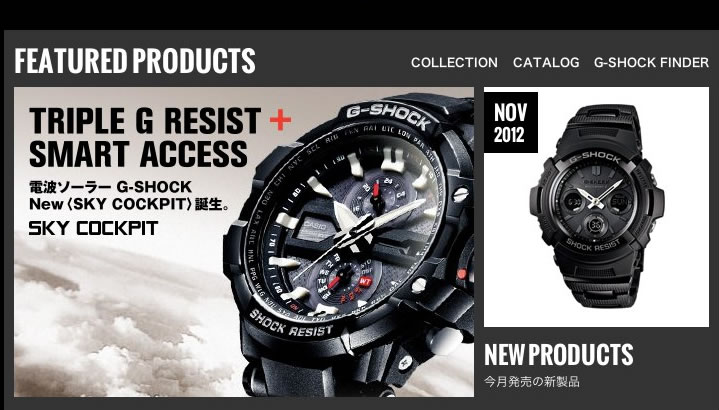 FEATURED PRODUCTS
COLLECTION CATALOG G-SHOCK FINDER
TRIPLE G RESIST +
SMART ACCESS
電波ソーラー G-SHOCK
New〈SKY COCKPIT〉誕生。
SKY COCKPIT
G-SHOCK
CASIO
SHOCK RESIST
NOV
2012
G-SHOCK
SHOCK RESIST
NEW PRODUCTS
今月発売の新製品